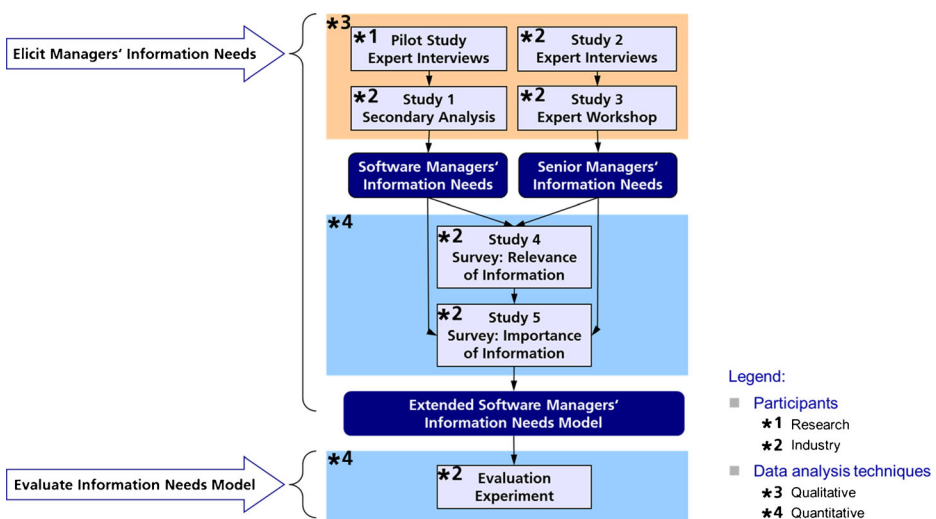 Elicit Managers‘ Information Needs
*3
*1 Pilot Study
Expert Interviews
*2 Study 2
Expert Interviews
*2 Study 1
Secondary Analysis
*2 Study 3
Expert Workshop
Software Managers‘
Information Needs
Senior Managers‘
Information Needs
*4
*2 Study 4
Survey: Relevance
of Information
*2 Study 5
Survey: Importance
of Information
Extended Software Managers‘
Information Needs Model
Evaluate Information Needs Model
*4
*2 Evaluation
Experiment
Legend:
Participants
*1 Research
*2 Industry
Data analysis techniques
*3 Qualitative
*4 Quantitative